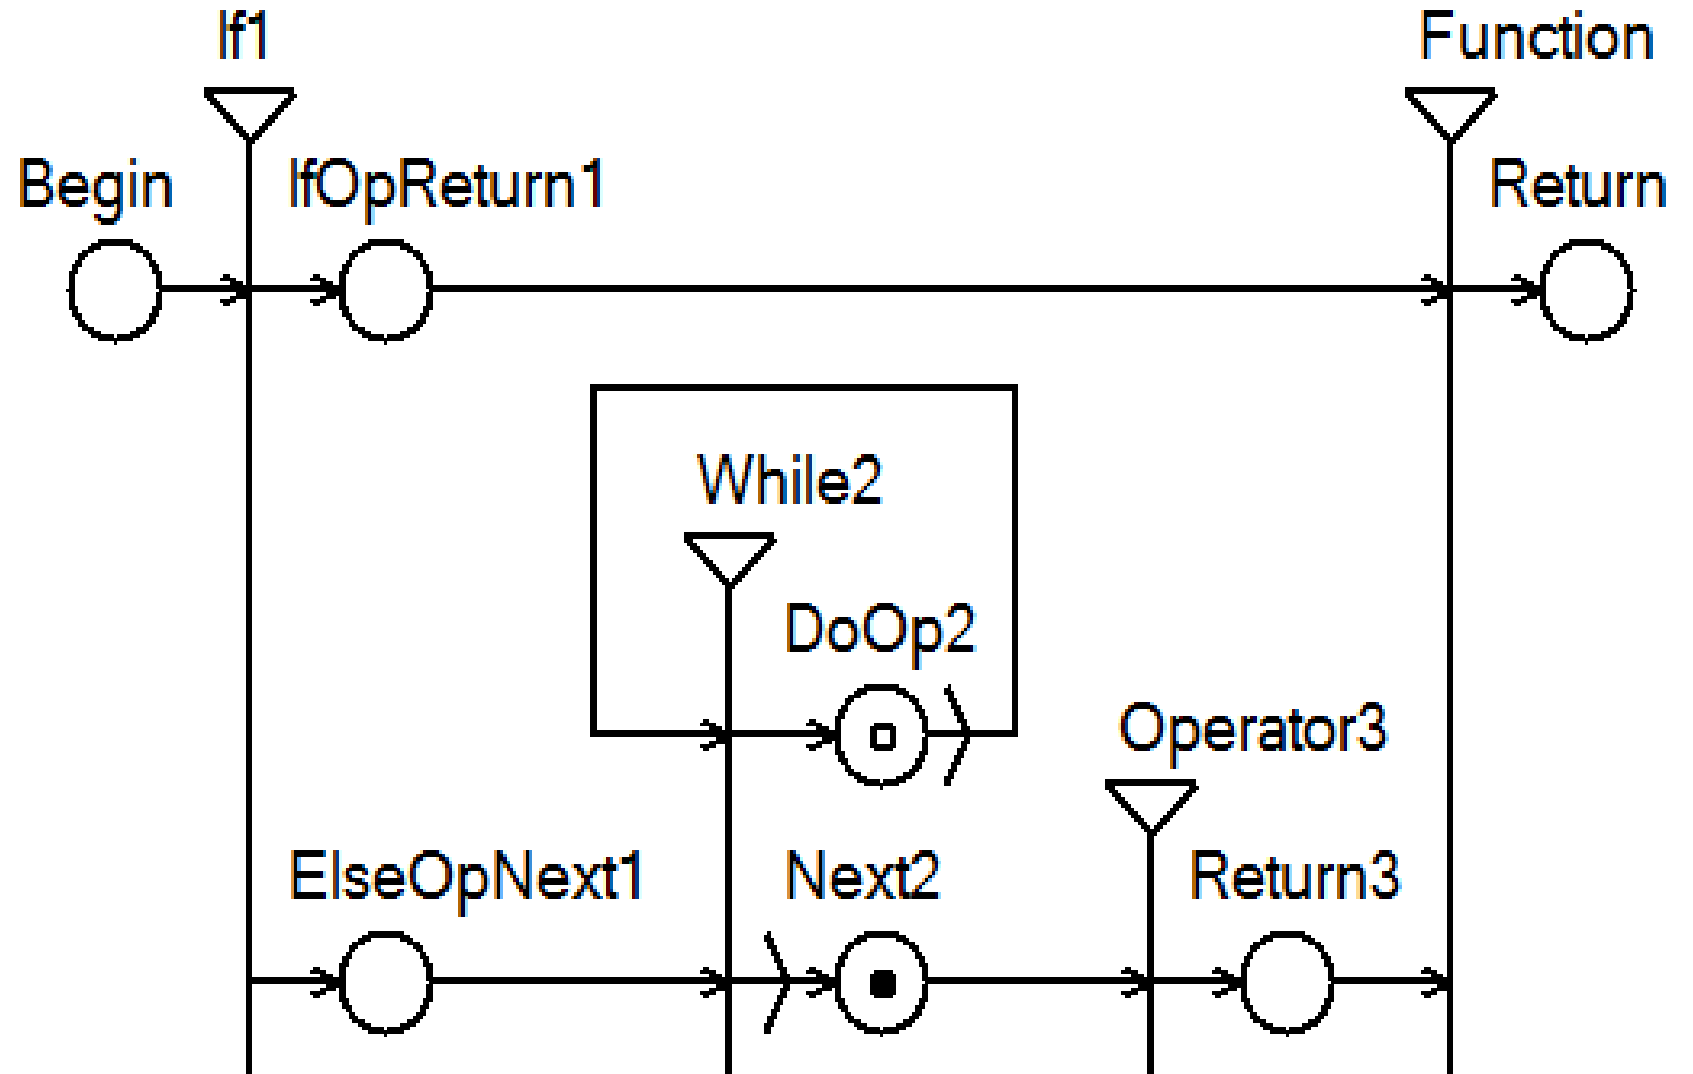 If1
Function
Begin
IfOpReturn1
Return
While2
DoOp2
Operator3
ElseOpNext1
Next2
Return3